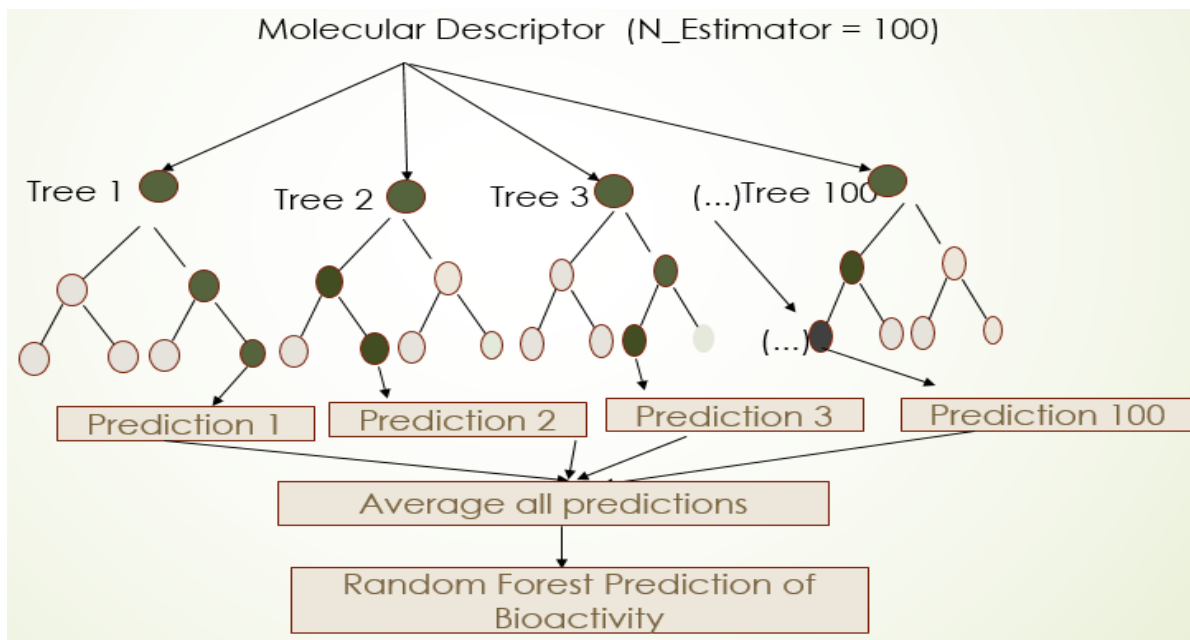 Molecular Descriptor (N_Estimator = 100)
Tree 1
Tree 2
Tree 3
(...)
Tree 100
(...)
Prediction 1
Prediction 2
Prediction 3
Prediction 100
Average all predictions
Random Forest Prediction of
Bioactivity